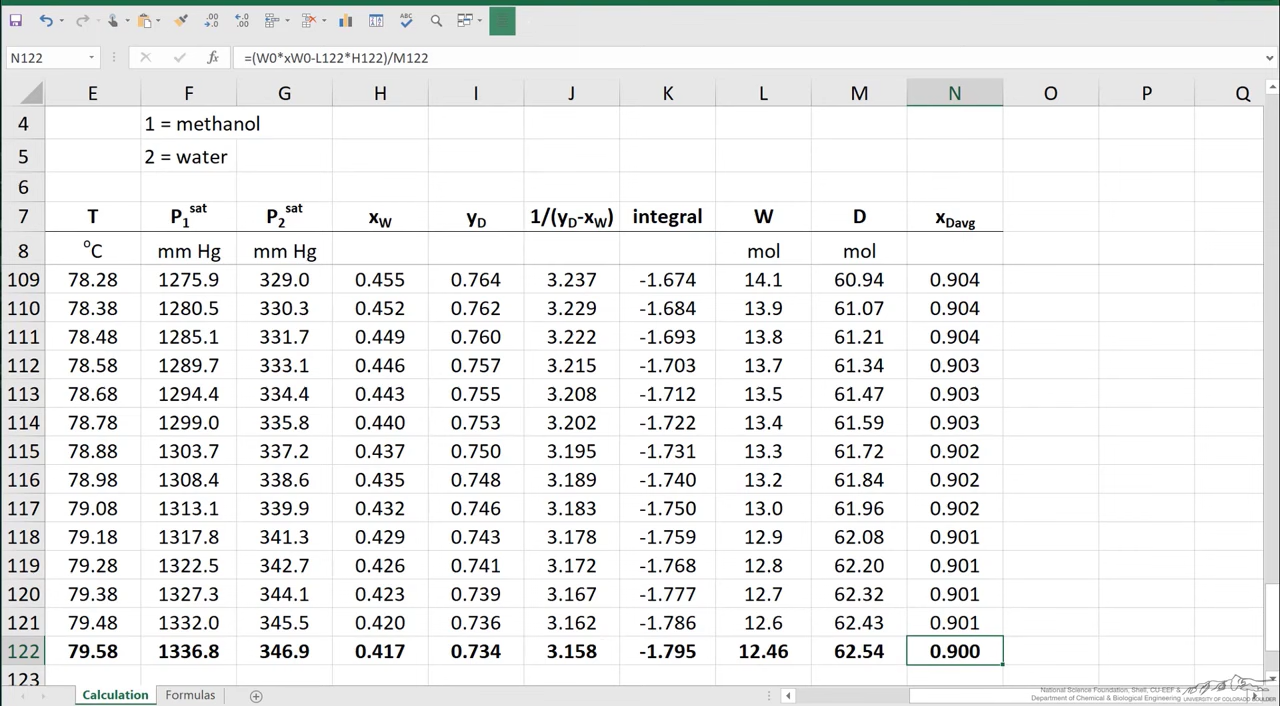 N122 fx =(W0*xW0-L122*H122)/M122
E F G H I J K L M N O P Q
4 1 = methanol
5 2 = water
6
7 T P1sat P2sat xW yD 1/(yD-xW) integral W D xDavg
8 oC mm Hg mm Hg mol mol
109 78.28 1275.9 329.0 0.455 0.764 3.237 -1.674 14.1 60.94 0.904
110 78.38 1280.5 330.3 0.452 0.762 3.229 -1.684 13.9 61.07 0.904
111 78.48 1285.1 331.7 0.449 0.760 3.222 -1.693 13.8 61.21 0.904
112 78.58 1289.7 333.1 0.446 0.757 3.215 -1.703 13.7 61.34 0.903
113 78.68 1294.4 334.4 0.443 0.755 3.208 -1.712 13.5 61.47 0.903
114 78.78 1299.0 335.8 0.440 0.753 3.202 -1.722 13.4 61.59 0.903
115 78.88 1303.7 337.2 0.437 0.750 3.195 -1.731 13.3 61.72 0.902
116 78.98 1308.4 338.6 0.435 0.748 3.189 -1.740 13.2 61.84 0.902
117 79.08 1313.1 339.9 0.432 0.746 3.183 -1.750 13.0 61.96 0.902
118 79.18 1317.8 341.3 0.429 0.743 3.178 -1.759 12.9 62.08 0.901
119 79.28 1322.5 342.7 0.426 0.741 3.172 -1.768 12.8 62.20 0.901
120 79.38 1327.3 344.1 0.423 0.739 3.167 -1.777 12.7 62.32 0.901
121 79.48 1332.0 345.5 0.420 0.736 3.162 -1.786 12.6 62.43 0.901
122 79.58 1336.8 346.9 0.417 0.734 3.158 -1.795 12.46 62.54 0.900
123
Calculation Formulas
National Science Foundation, Shell, CU-EEF &
Department of Chemical & Biological Engineering UNIVERSITY OF COLORADO BOULDER